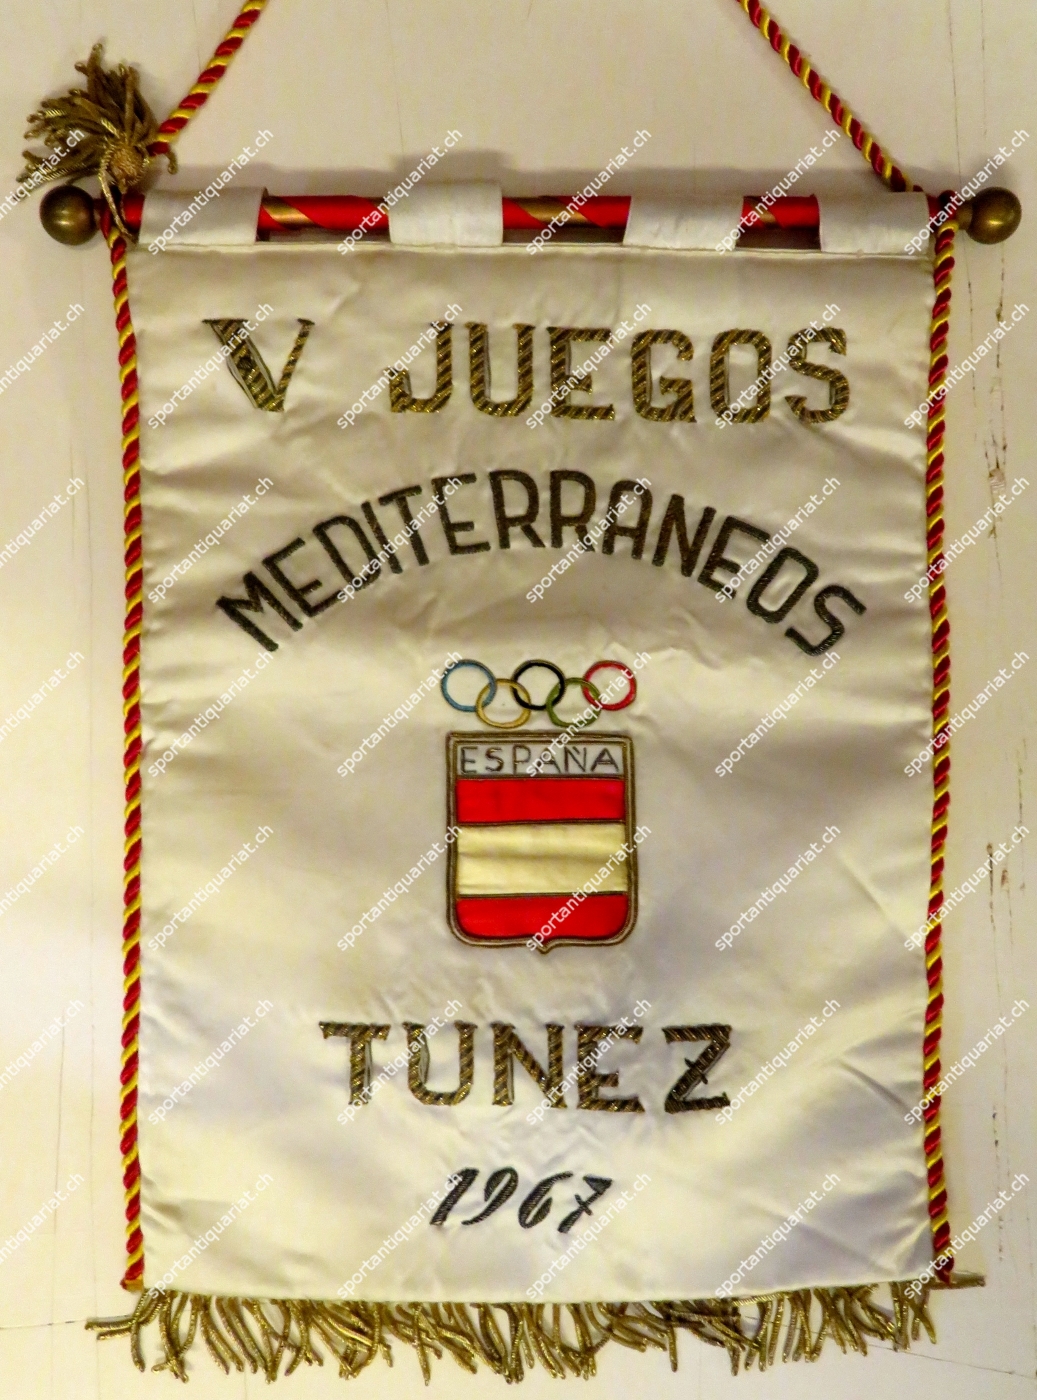 V JUEGOS
MEDITERRANEOS
ESPAÑA
TUNEZ
1967
sportantiquariat.ch